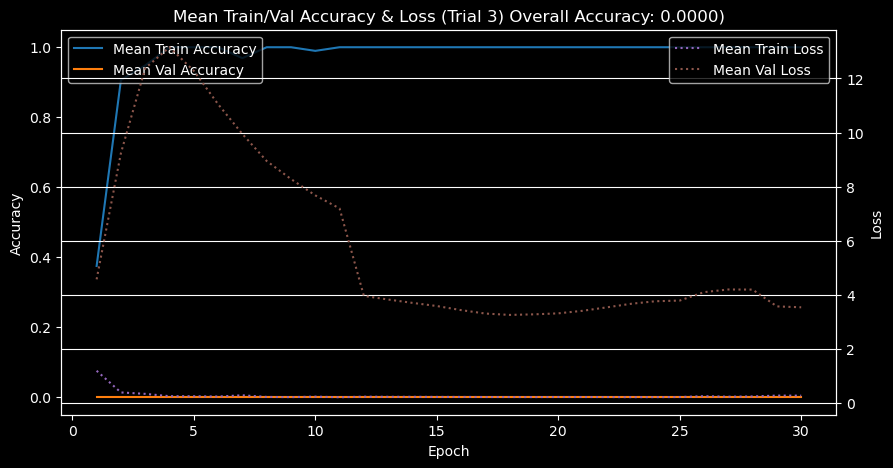 Mean Train/Val Accuracy & Loss (Trial 3) Overall Accuracy: 0.0000)
Mean Train Accuracy
Mean Val Accuracy
Mean Train Loss
Mean Val Loss
1.0
0.8
0.6
0.4
0.2
0.0
Accuracy
12
10
8
6
4
2
0
Loss
0 5 10 15 20 25 30
Epoch